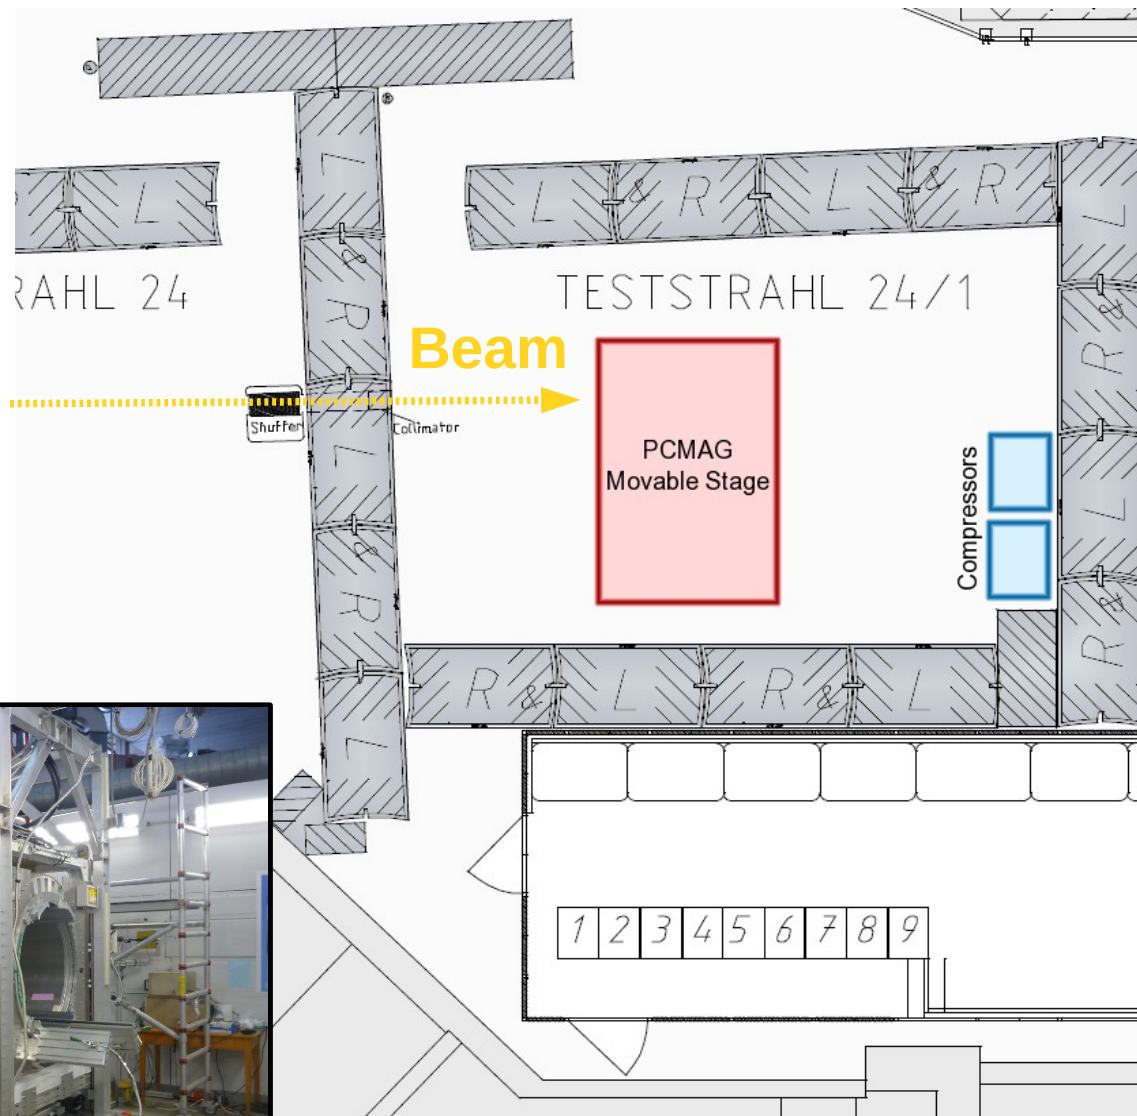 L
L
& R L & R
L
& R
RAHL 24
TESTSTRAHL 24/1
L
& R
Beam
Shutter
Collimator
L
PCMAG
Movable Stage
Compressors
& R
L
& R
R & L R & L
L
1 2 3 4 5 6 7 8 9